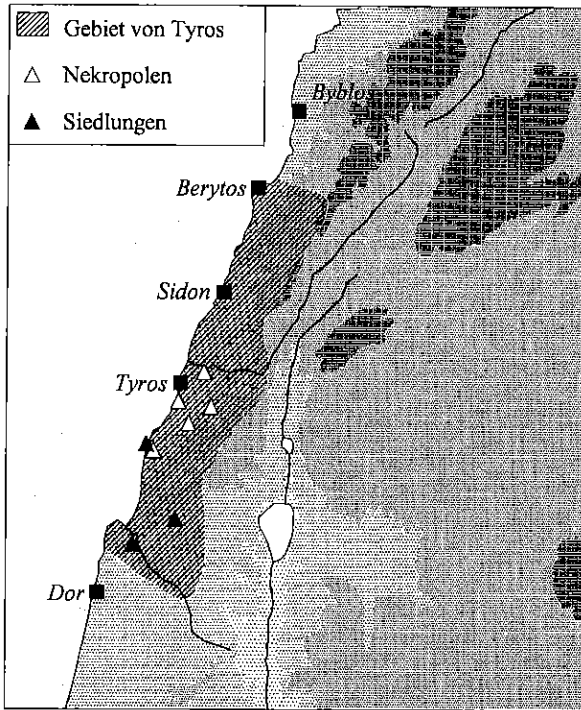 Gebiet von Tyros
Nekropolen
Siedlungen
Byblos
Berytos
Sidon
Tyros
Dor